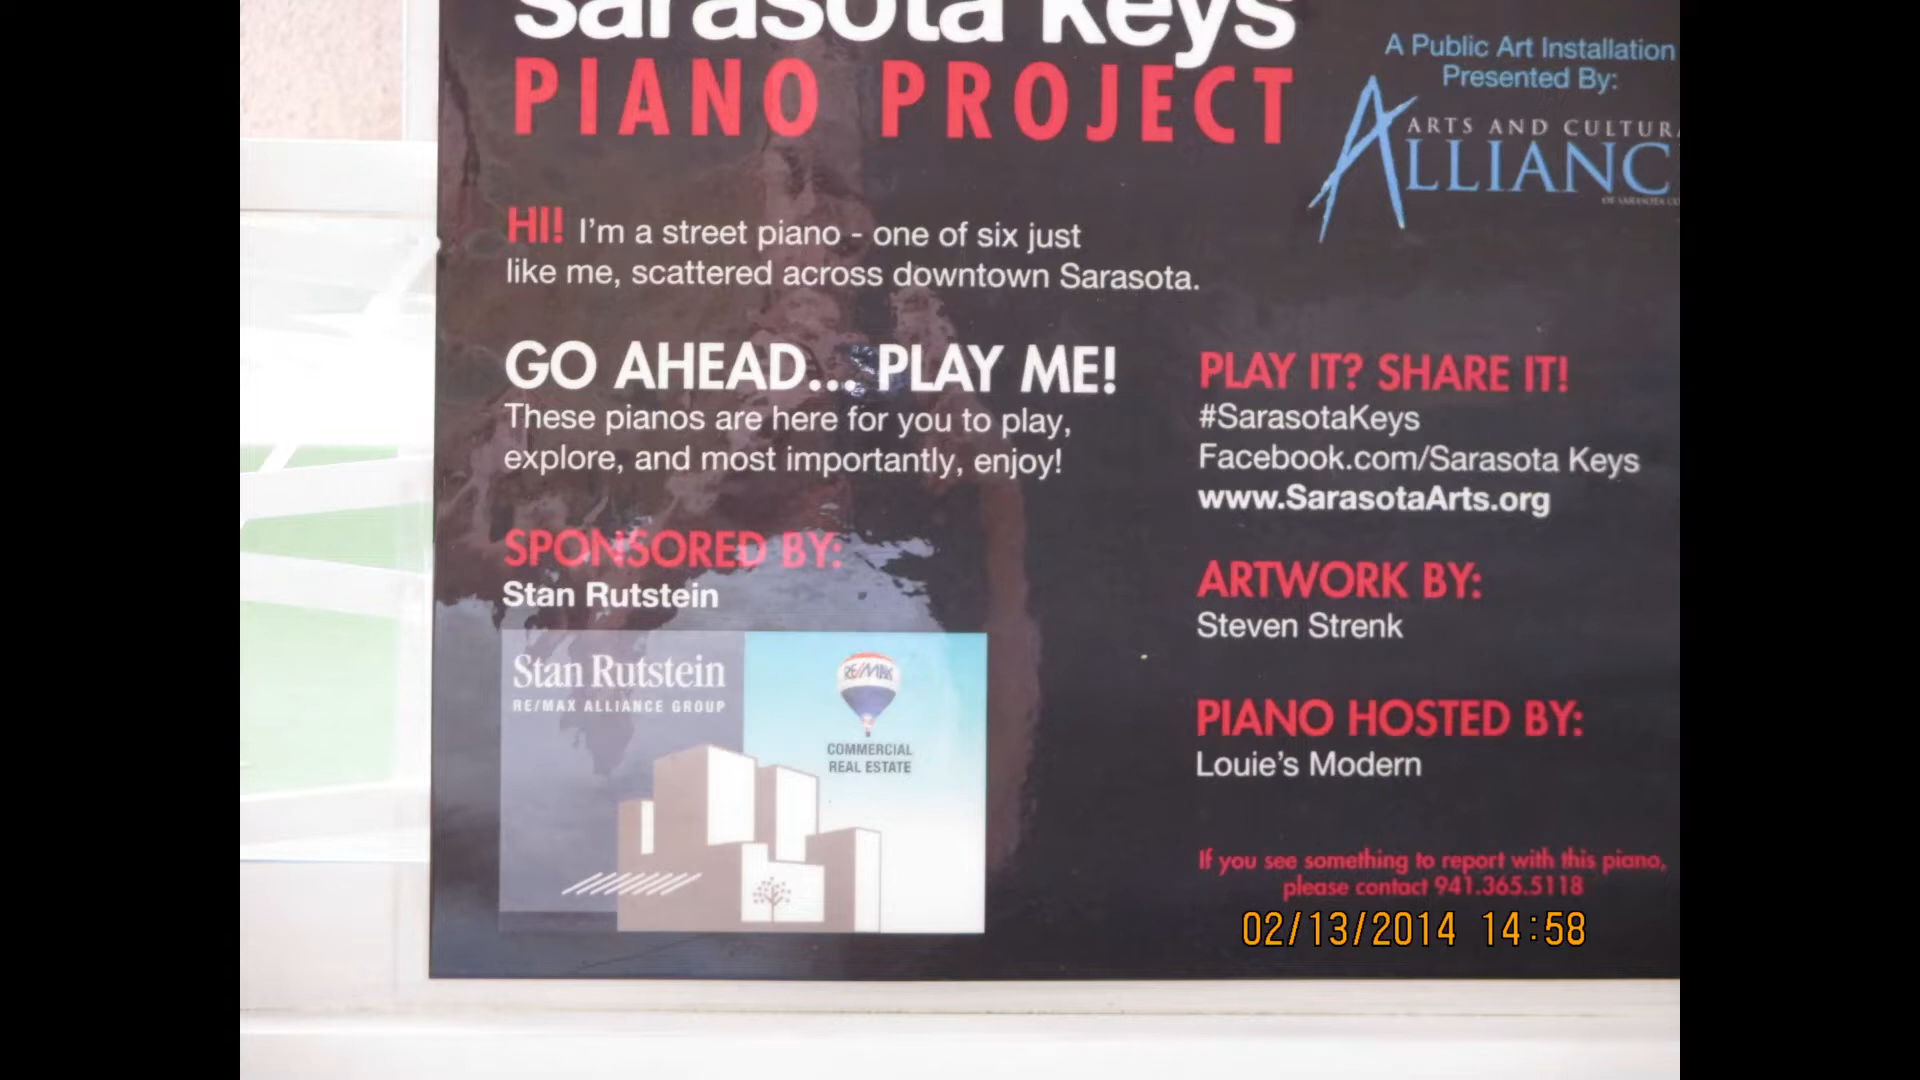 sarasota keys
PIANO PROJECT
A Public Art Installation
Presented By:
ARTS AND CULTURA
ALLIANC
HI! I'm a street piano - one of six just
like me, scattered across downtown Sarasota.
GO AHEAD... PLAY ME!
These pianos are here for you to play,
explore, and most importantly, enjoy!
SPONSORED BY:
Stan Rutstein
Stan Rutstein
RE/MAX ALLIANCE GROUP
RE/MAX
COMMERCIAL
REAL ESTATE
PLAY IT? SHARE IT!
#SarasotaKeys
Facebook.com/Sarasota Keys
www.SarasotaArts.org
ARTWORK BY:
Steven Strenk
PIANO HOSTED BY:
Louie's Modern
If you see something to report with this piano,
please contact 941.365.5118
02/13/2014 14:58